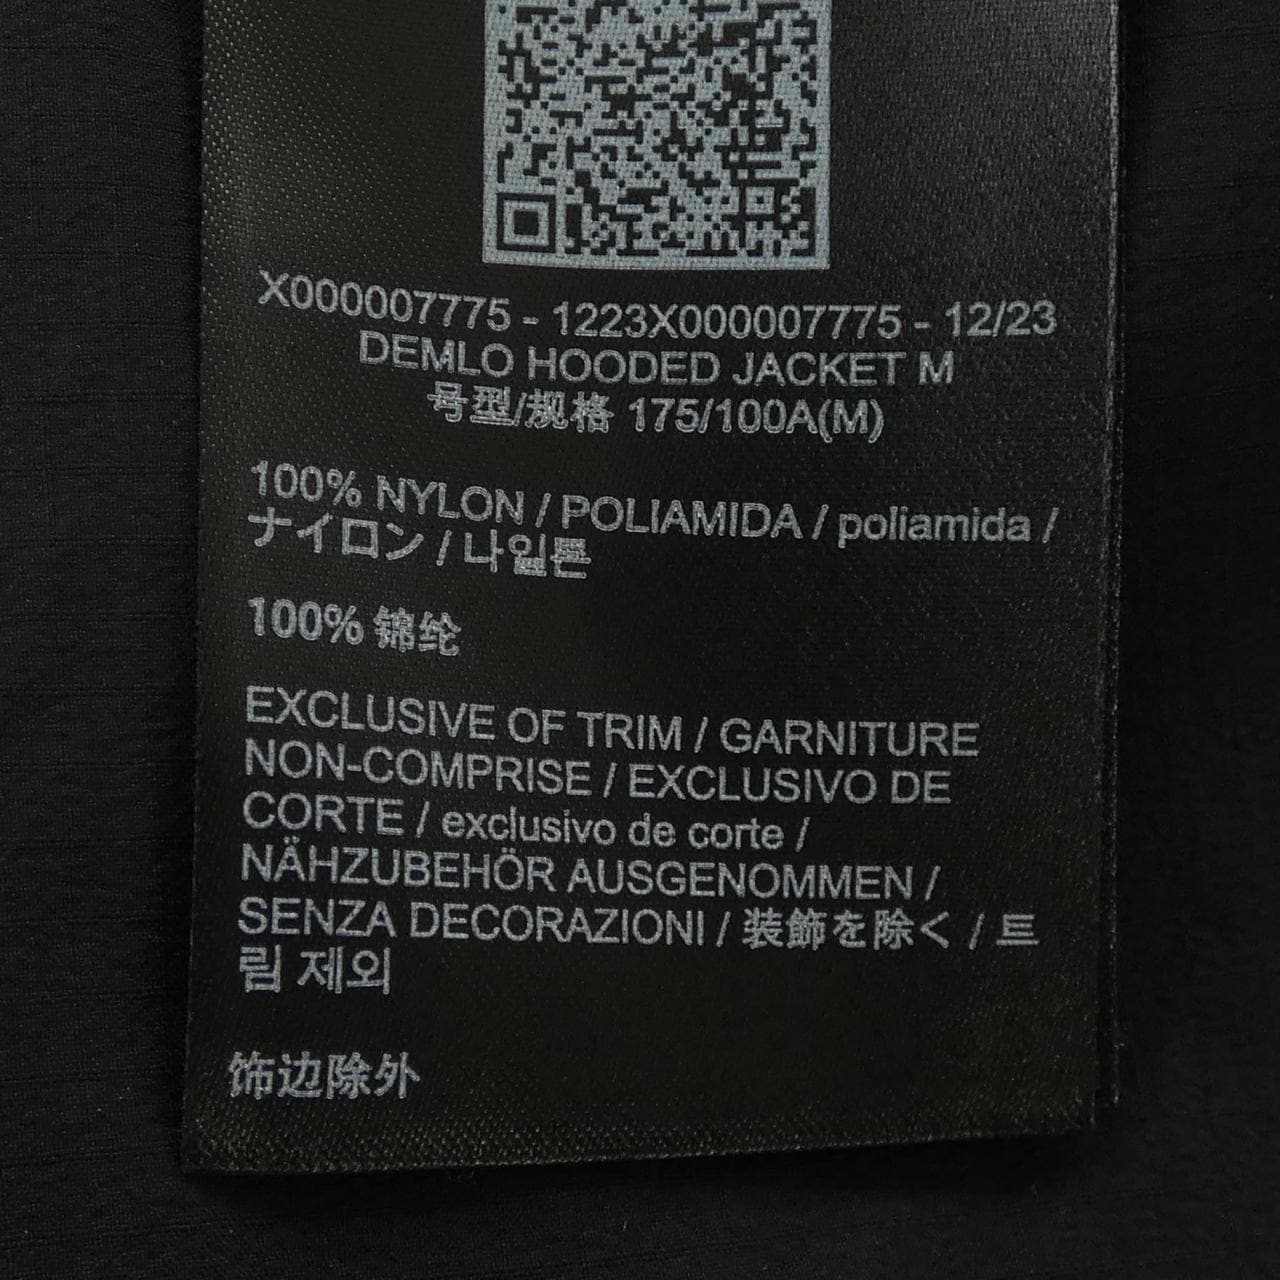 X000007775 - 1223X000007775 - 12/23
DEMLO HOODED JACKET M
号型/规格 175/100A(M)
100% NYLON / POLIAMIDA / poliamida /
ナイロン / 나일론
100% 锦纶
EXCLUSIVE OF TRIM / GARNITURE
NON-COMPRISE / EXCLUSIVO DE
CORTE / exclusivo de corte /
NÄHZUBEHÖR AUSGENOMMEN /
SENZA DECORAZIONI / 装飾を除く / 트
림 제외
饰边除外